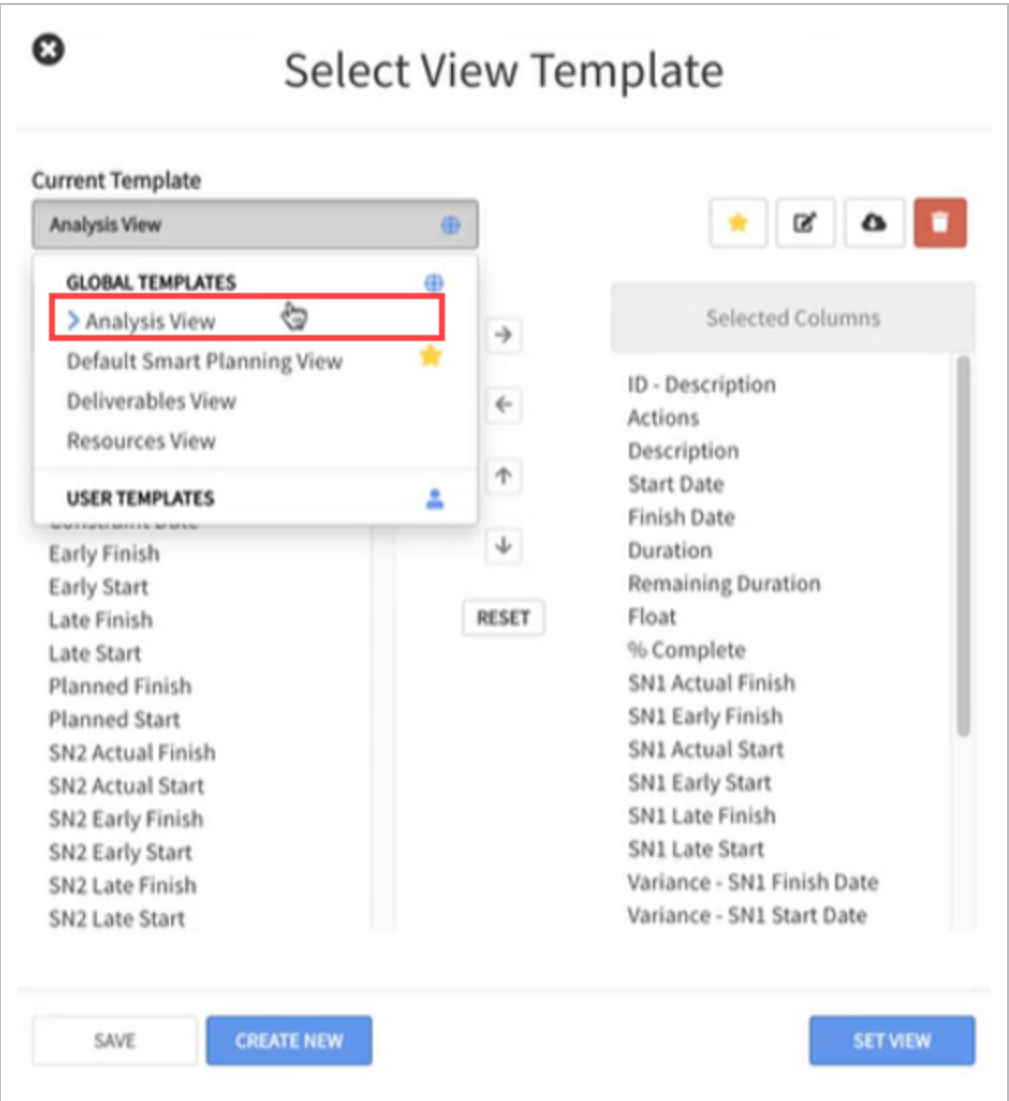 Select View Template
Current Template
Analysis View
GLOBAL TEMPLATES
Analysis View
Default Smart Planning View
Deliverables View
Resources View
USER TEMPLATES
Early Finish
Early Start
Late Finish
Late Start
Planned Finish
Planned Start
SN2 Actual Finish
SN2 Actual Start
SN2 Early Finish
SN2 Early Start
SN2 Late Finish
SN2 Late Start
RESET
Selected Columns
ID - Description
Actions
Description
Start Date
Finish Date
Duration
Remaining Duration
Float
% Complete
SN1 Actual Finish
SN1 Early Finish
SN1 Actual Start
SN1 Early Start
SN1 Late Finish
SN1 Late Start
Variance - SN1 Finish Date
Variance - SN1 Start Date
SAVE
CREATE NEW
SET VIEW